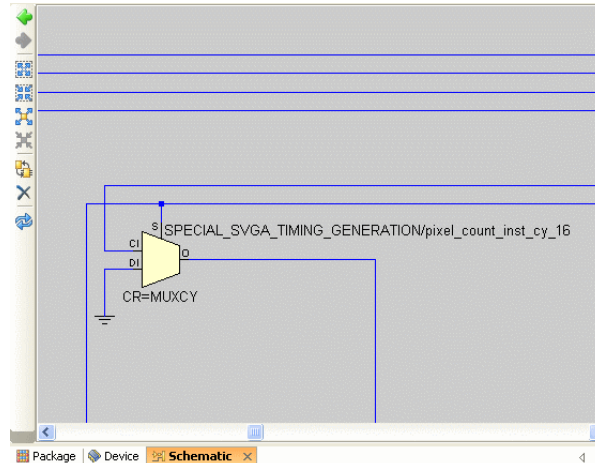 S SPECIAL_SVGA_TIMING_GENERATION/pixel_count_inst_cy_16
CI
O
DI
CR=MUXCY
Package Device Schematic